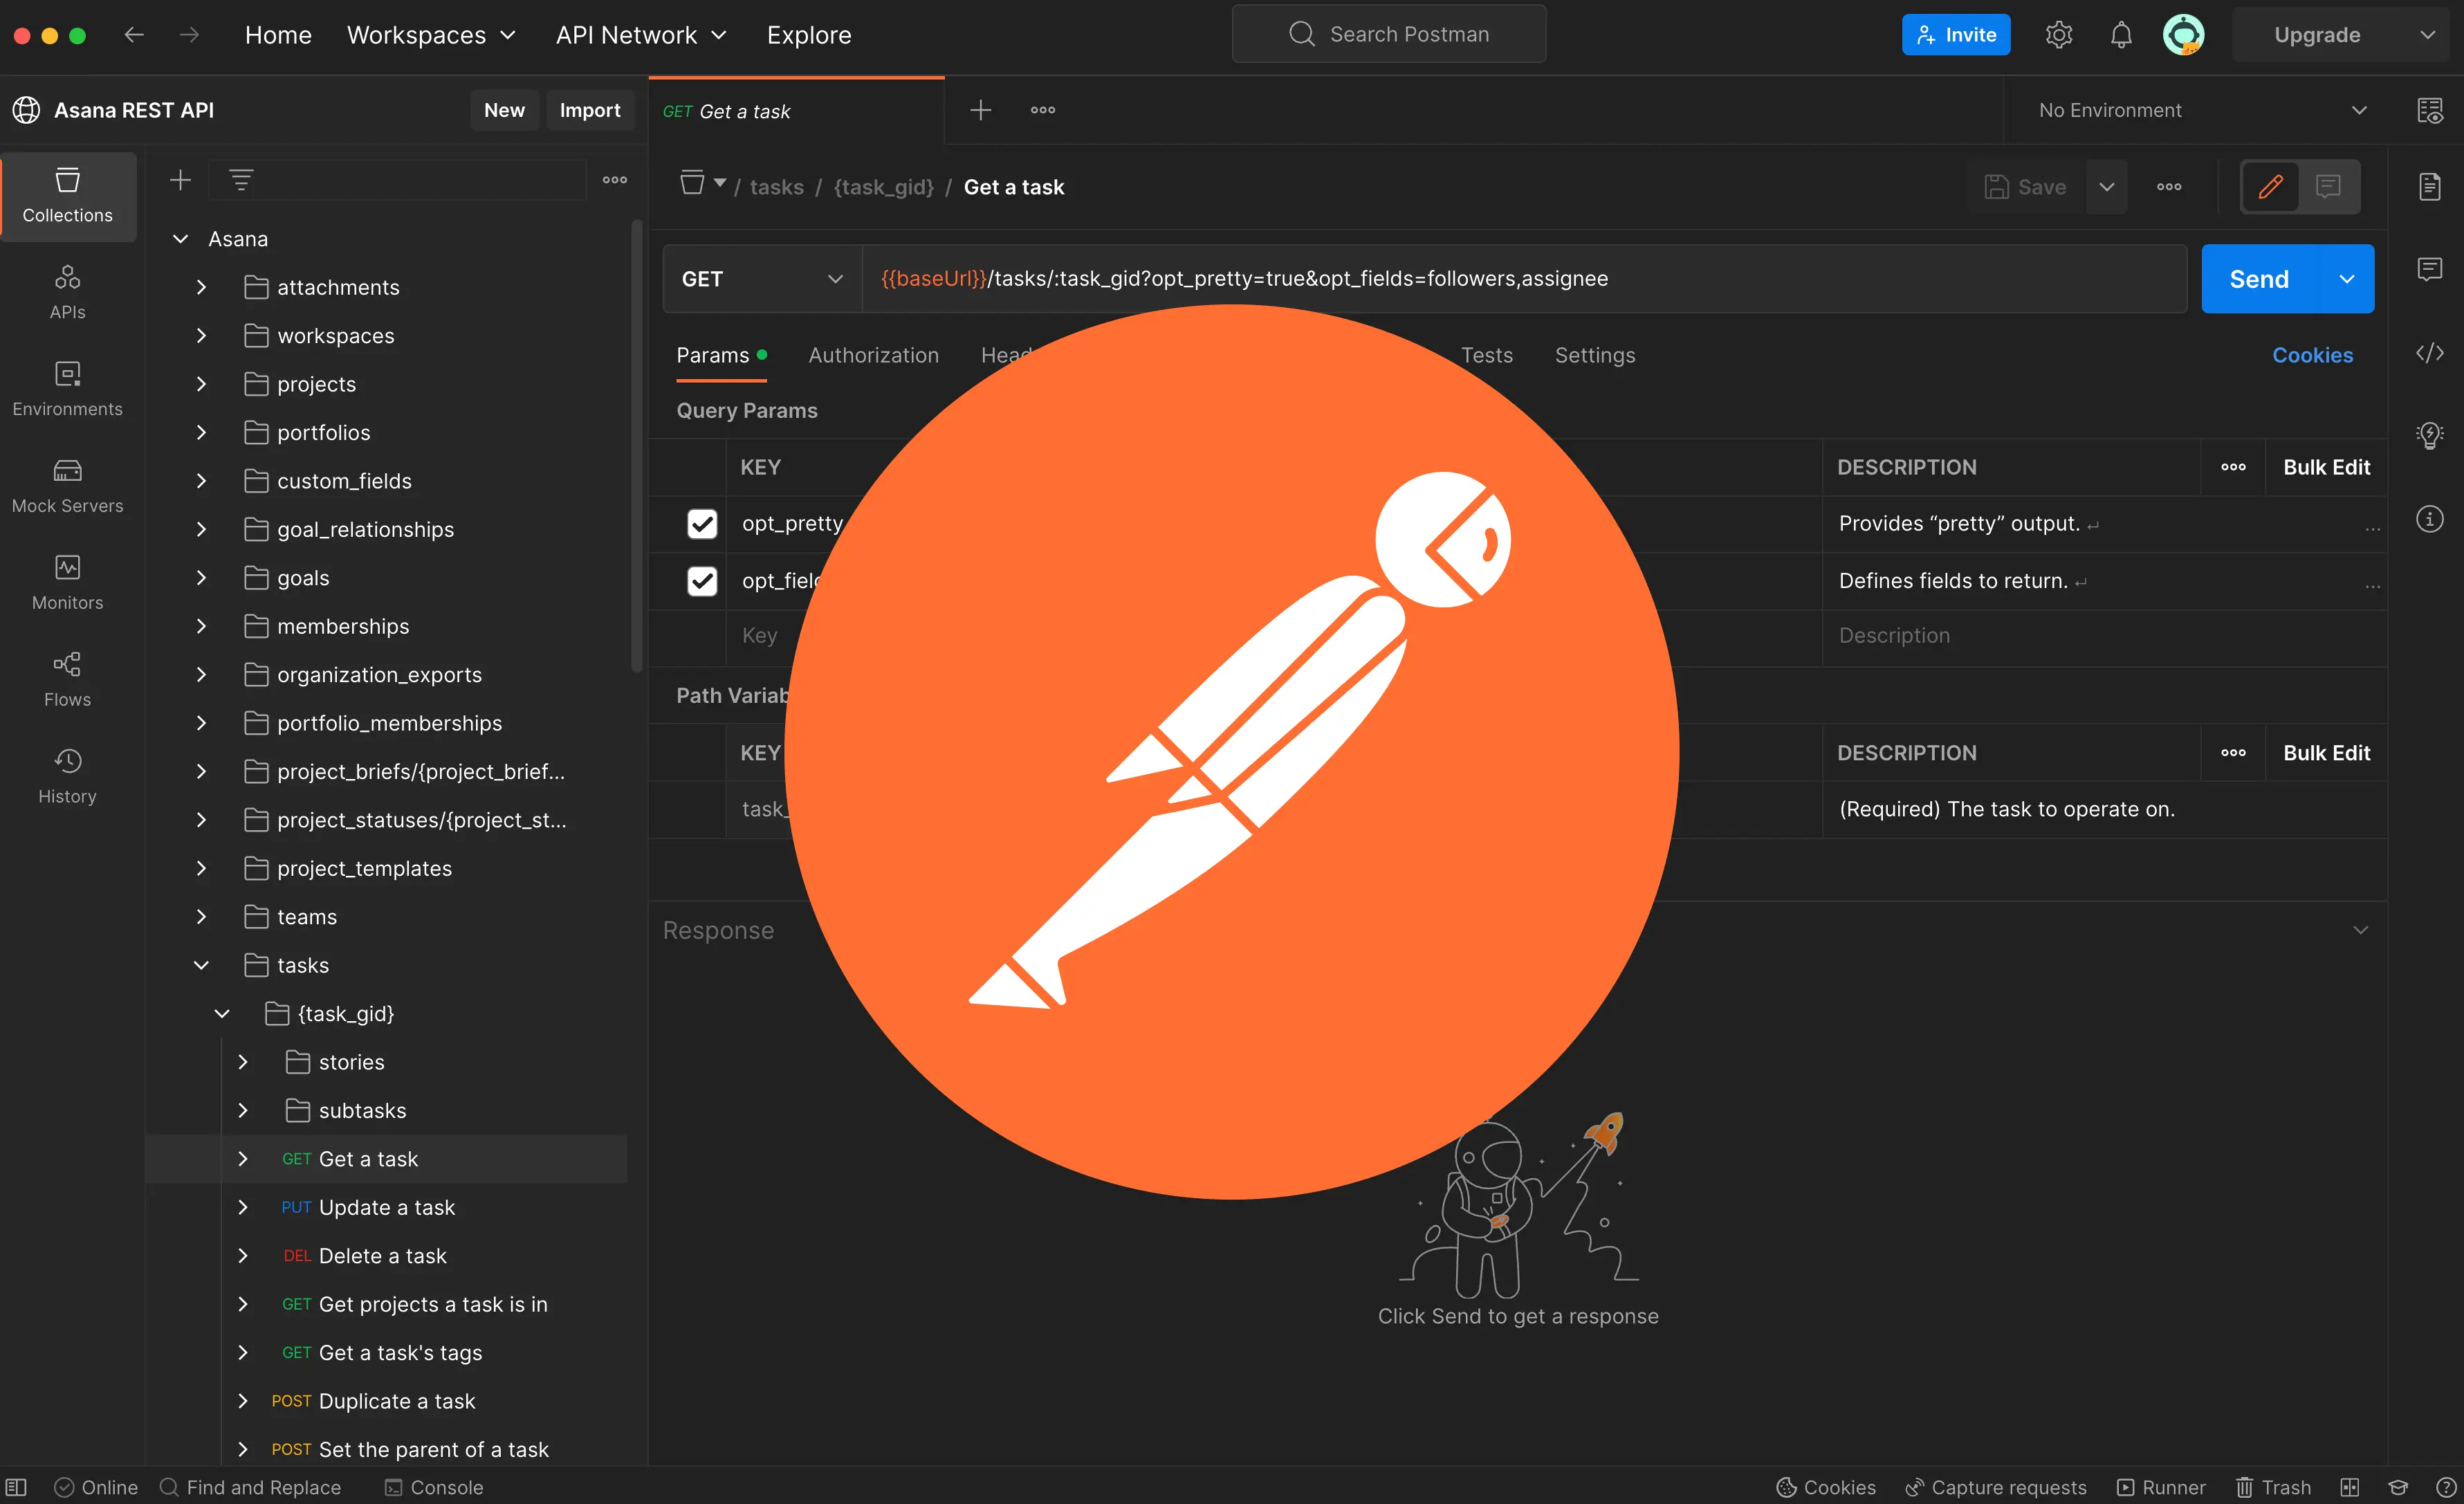 Home Workspaces API Network Explore Search Postman Invite Upgrade
Asana REST API New Import
GET Get a task
No Environment
Collections
APIs
Environments
Mock Servers
Monitors
Flows
History
Asana
attachments
workspaces
projects
portfolios
custom_fields
goal_relationships
goals
memberships
organization_exports
portfolio_memberships
project_briefs/{project_brief...
project_statuses/{project_st...
project_templates
teams
tasks
{task_gid}
stories
subtasks
GET Get a task
PUT Update a task
DEL Delete a task
GET Get projects a task is in
GET Get a task's tags
POST Duplicate a task
POST Set the parent of a task
/ tasks / {task_gid} / Get a task
Save
GET {{baseUrl}}/tasks/:task_gid?opt_pretty=true&opt_fields=followers,assignee
Send
Params Authorization Head Tests Settings Cookies
Query Params
KEY DESCRIPTION Bulk Edit
opt_pretty Provides “pretty” output. ↵ ...
opt_fiel Defines fields to return. ↵ ...
Key Description
Path Variab
KEY DESCRIPTION Bulk Edit
task_ (Required) The task to operate on.
Response
Click Send to get a response
Online Find and Replace Console Cookies Capture requests Runner Trash